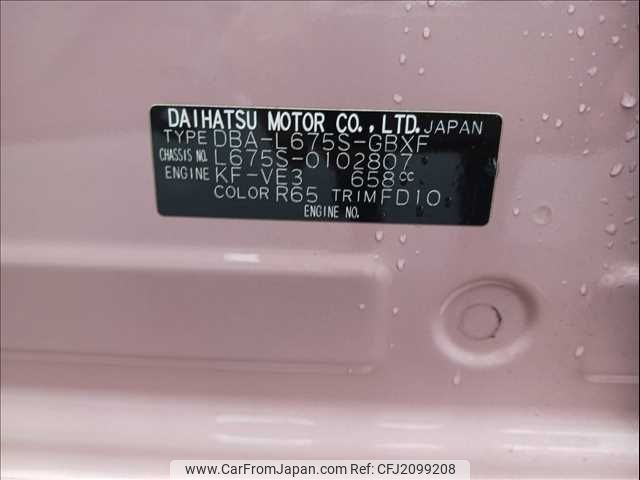 DAIHATSU MOTOR CO., LTD. JAPAN
TYPE DBA-L675S-GBXF
CHASSIS NO. L675S-0102807
ENGINE KF-VE3 658cc
COLOR R65 TRIM FD10
ENGINE NO.
www.CarFromJapan.com - CFJ2099208